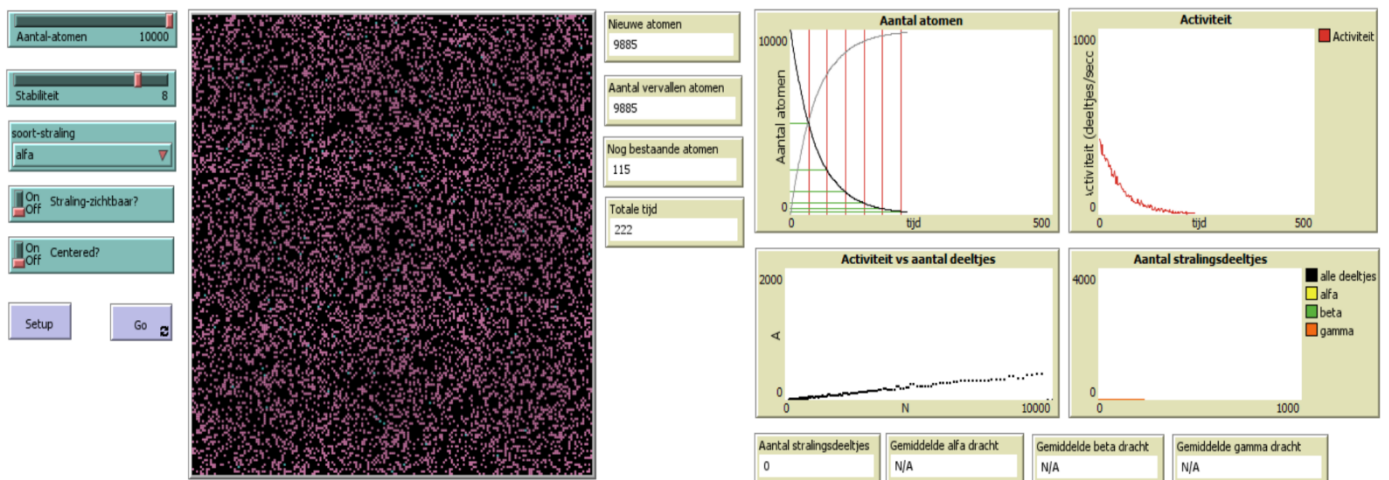 Aantal-atomen 10000
Stabiliteit 8
soort-straling
alfa
On
Off
Straling-zichtbaar?
On
Off
Centered?
Setup
Go
Nieuwe atomen
9885
Aantal vervallen atomen
9885
Nog bestaande atomen
115
Totale tijd
222
Aantal atomen
10000
Aantal atomen
0
0 tijd 500
Activiteit
1000
Activiteit (deeltjes/secc
0
0 tijd 500
Activiteit
Activiteit vs aantal deeltjes
2000
A
0
0 N 10000
Aantal stralingsdeeltjes
4000
0
0 1000
alle deeltjes
alfa
beta
gamma
Aantal stralingsdeeltjes
0
Gemiddelde alfa dracht
N/A
Gemiddelde beta dracht
N/A
Gemiddelde gamma dracht
N/A